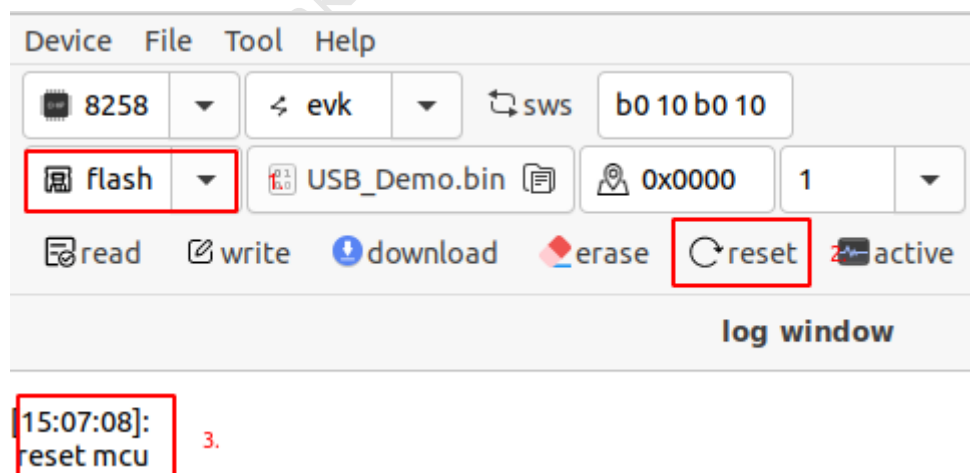 Device File Tool Help
8258 evk sws b0 10 b0 10
flash 1. USB_Demo.bin 0x0000 1
read write download erase reset 2. active
log window
[15:07:08]:
reset mcu
3.